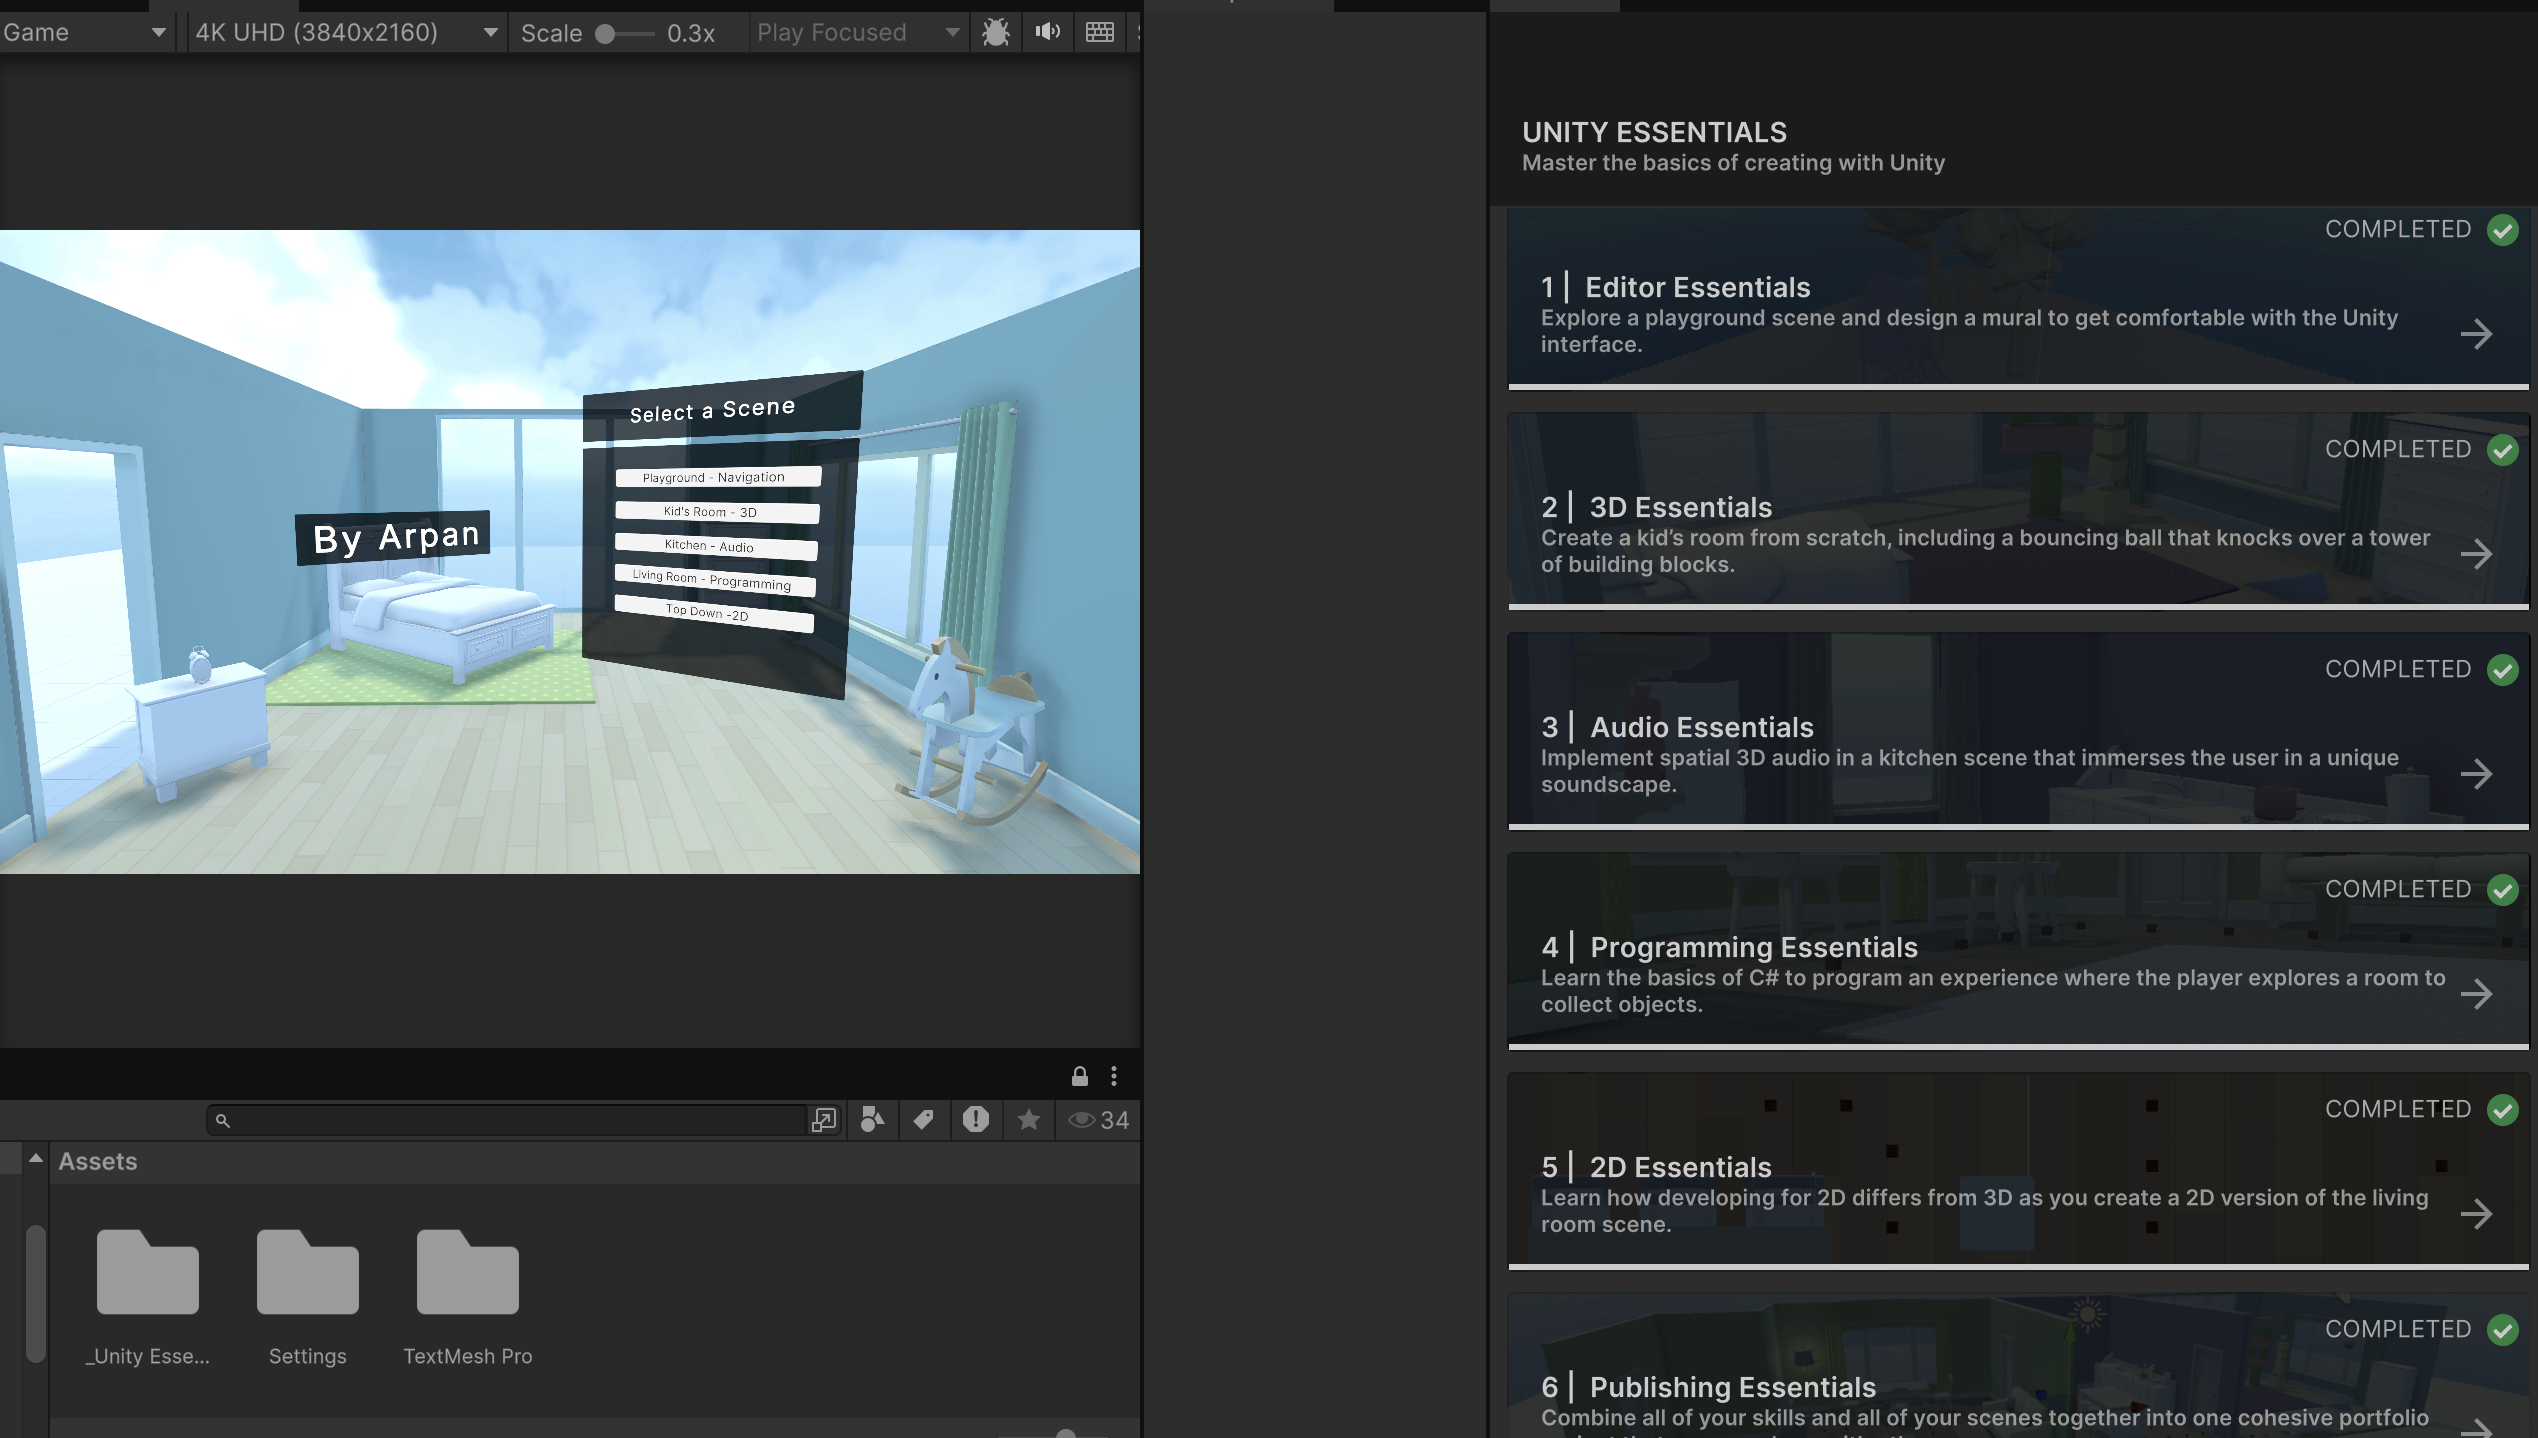 Game
4K UHD (3840x2160)
Scale
0.3x
Play Focused
Select a Scene
Playground - Navigation
Kid's Room - 3D
Kitchen - Audio
Living Room - Programming
Top Down -2D
By Arpan
34
Assets
_Unity Esse...
Settings
TextMesh Pro
UNITY ESSENTIALS
Master the basics of creating with Unity
COMPLETED
1 | Editor Essentials
Explore a playground scene and design a mural to get comfortable with the Unity
interface.
COMPLETED
2 | 3D Essentials
Create a kid’s room from scratch, including a bouncing ball that knocks over a tower
of building blocks.
COMPLETED
3 | Audio Essentials
Implement spatial 3D audio in a kitchen scene that immerses the user in a unique
soundscape.
COMPLETED
4 | Programming Essentials
Learn the basics of C# to program an experience where the player explores a room to
collect objects.
COMPLETED
5 | 2D Essentials
Learn how developing for 2D differs from 3D as you create a 2D version of the living
room scene.
COMPLETED
6 | Publishing Essentials
Combine all of your skills and all of your scenes together into one cohesive portfolio